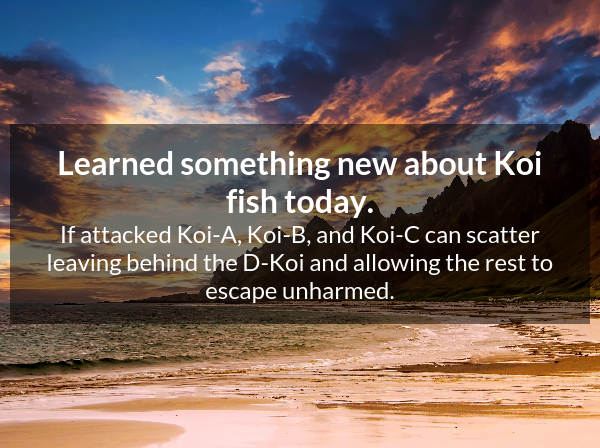 Learned something new about Koi
fish today.
If attacked Koi-A, Koi-B, and Koi-C can scatter
leaving behind the D-Koi and allowing the rest to
escape unharmed.